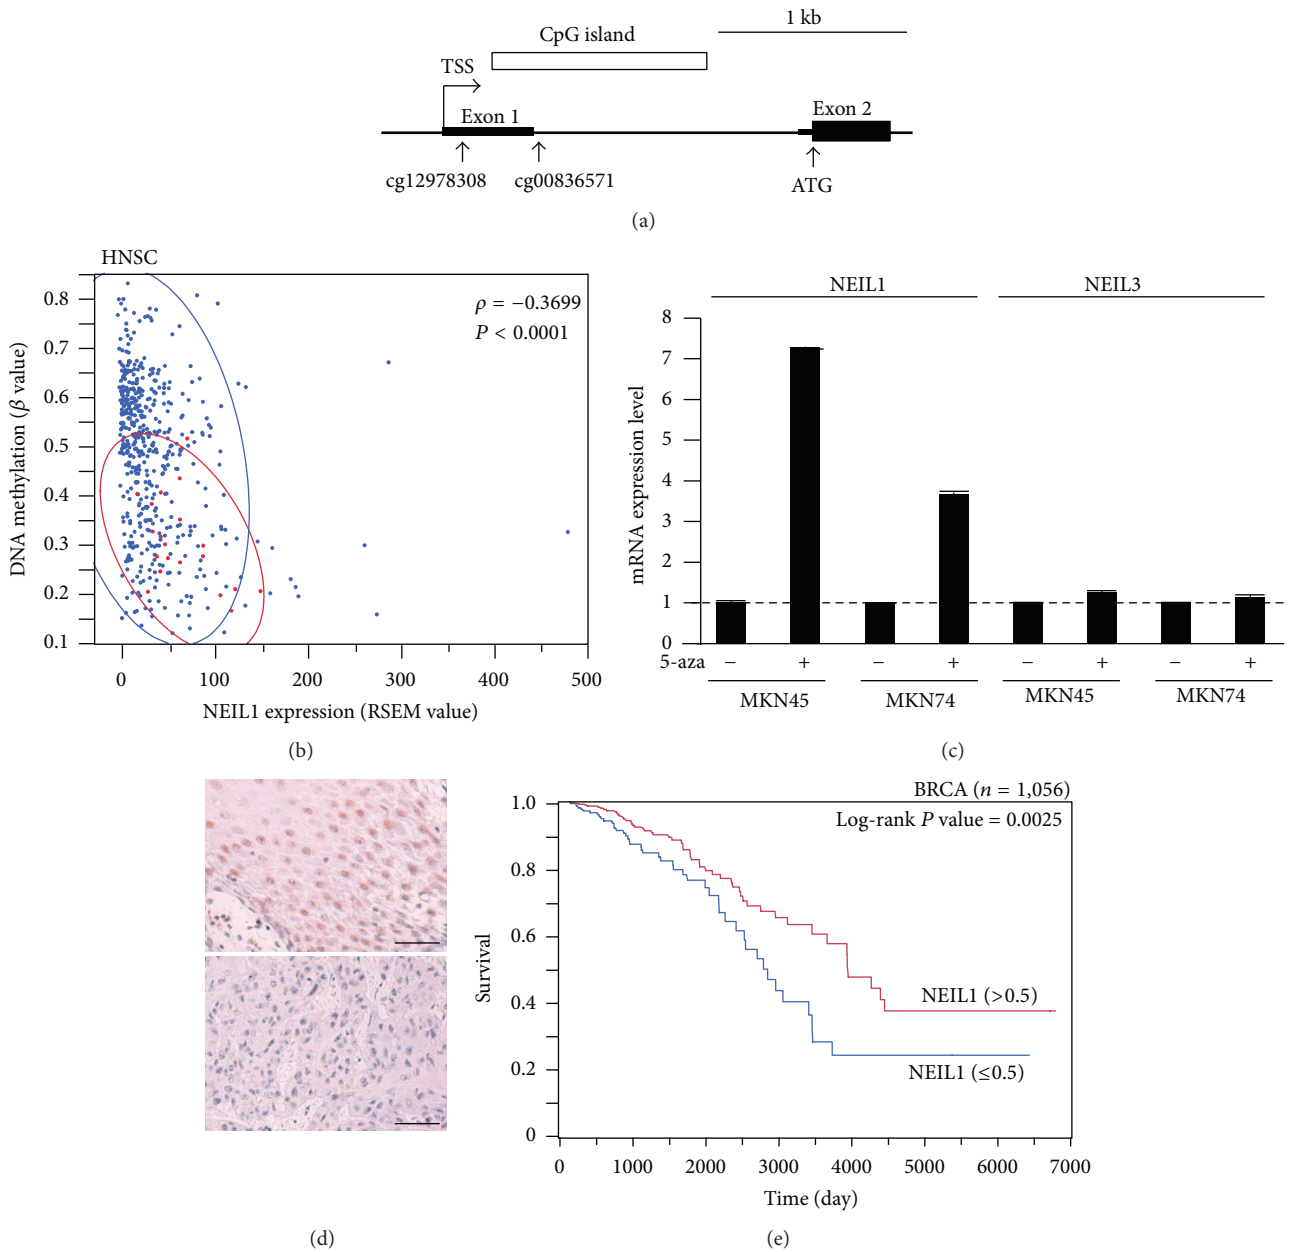 1 kb
CpG island
TSS
Exon 1
Exon 2
cg12978308
cg00836571
ATG
(a)
HNSC
ρ = −0.3699
P < 0.0001
DNA methylation (β value)
0.8
0.7
0.6
0.5
0.4
0.3
0.2
0.1
0 100 200 300 400 500
NEIL1 expression (RSEM value)
(b)
NEIL1 NEIL3
mRNA expression level
8
7
6
5
4
3
2
1
0
5-aza − + − + − + − +
MKN45 MKN74 MKN45 MKN74
(c)
(d)
BRCA (n = 1,056)
Log-rank P value = 0.0025
Survival
1.0
0.8
0.6
0.4
0.2
0
NEIL1 (>0.5)
NEIL1 (≤0.5)
0 1000 2000 3000 4000 5000 6000 7000
Time (day)
(e)